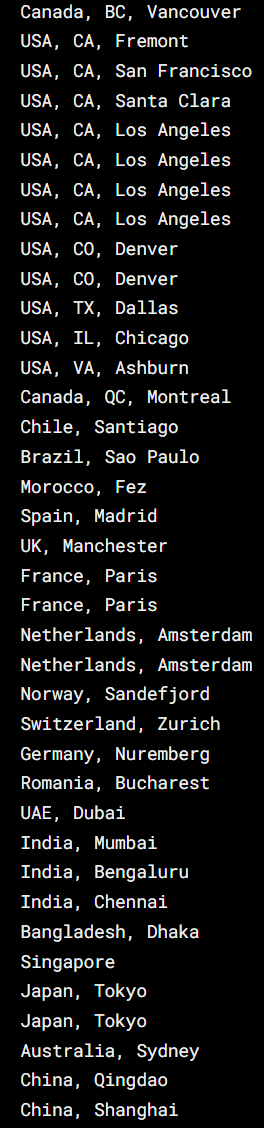 Canada, BC, Vancouver
USA, CA, Fremont
USA, CA, San Francisco
USA, CA, Santa Clara
USA, CA, Los Angeles
USA, CA, Los Angeles
USA, CA, Los Angeles
USA, CA, Los Angeles
USA, CO, Denver
USA, CO, Denver
USA, TX, Dallas
USA, IL, Chicago
USA, VA, Ashburn
Canada, QC, Montreal
Chile, Santiago
Brazil, Sao Paulo
Morocco, Fez
Spain, Madrid
UK, Manchester
France, Paris
France, Paris
Netherlands, Amsterdam
Netherlands, Amsterdam
Norway, Sandefjord
Switzerland, Zurich
Germany, Nuremberg
Romania, Bucharest
UAE, Dubai
India, Mumbai
India, Bengaluru
India, Chennai
Bangladesh, Dhaka
Singapore
Japan, Tokyo
Japan, Tokyo
Australia, Sydney
China, Qingdao
China, Shanghai